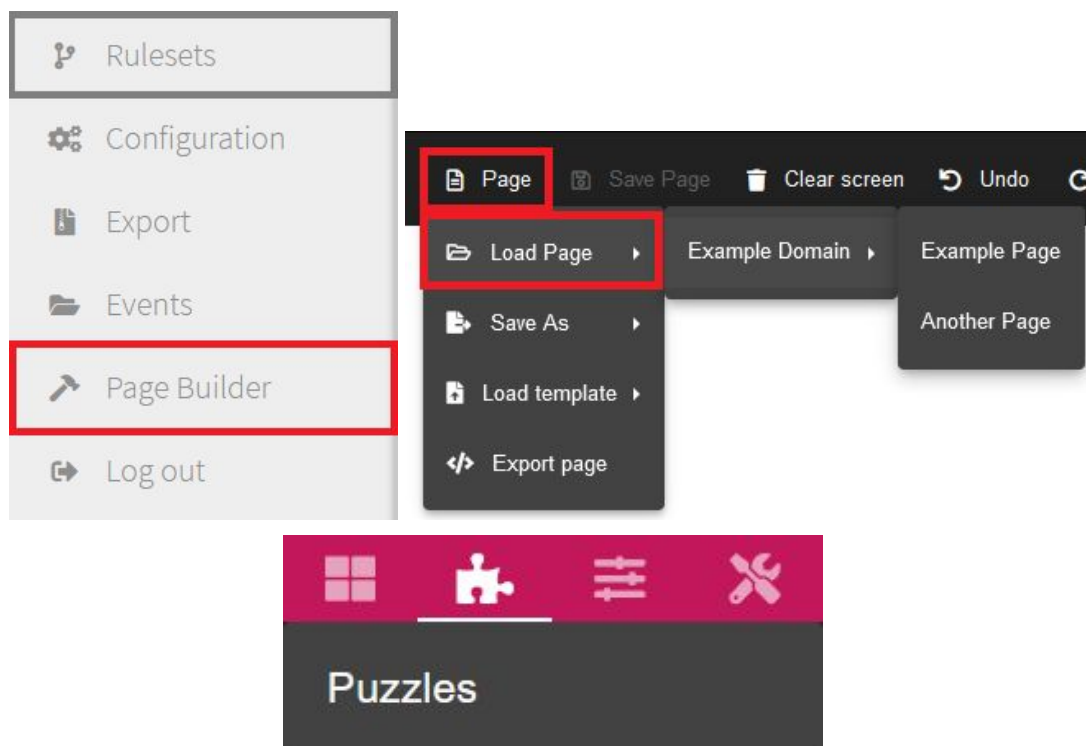 Rulesets
Configuration
Export
Events
Page Builder
Log out
Page Save Page Clear screen Undo
Load Page Example Domain Example Page
Save As Another Page
Load template
Export page
Puzzles